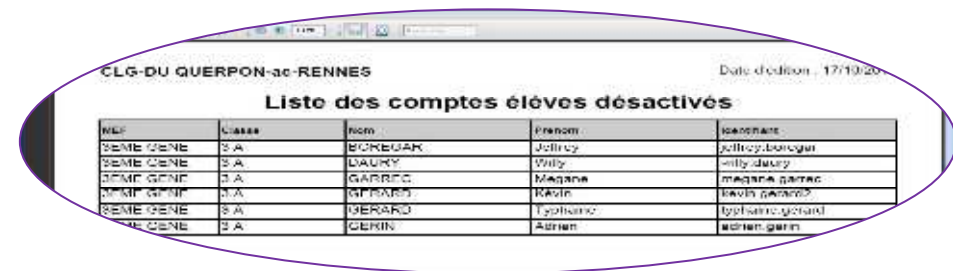 CLG-DU QUERPON-ac-RENNES Date d'édition : 17/10/20
Liste des comptes élèves désactivés
MEF Classe Nom Prenom Identifiant
3EME GENE 3 A BOREGAR Jeffrey jeffrey.boregar
3EME GENE 3 A DAURY Willy willy.daury
3EME GENE 3 A GARREC Megane megane.garrec
3EME GENE 3 A GERARD Kévin kevin.gerard2
3EME GENE 3 A GERARD Typhaine typhaine.gerard
GENE 3 A GERIN Adrien adrien.gerin